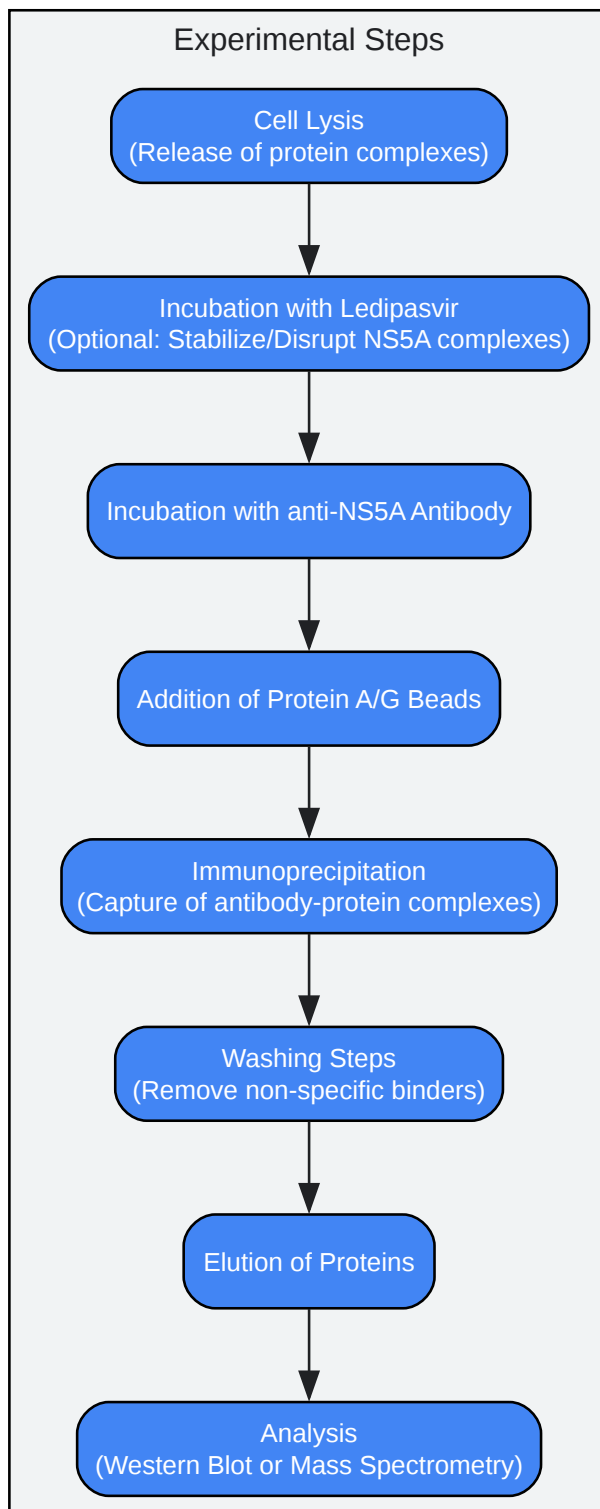 Experimental Steps
Cell Lysis
(Release of protein complexes)
Incubation with Ledipasvir
(Optional: Stabilize/Disrupt NS5A complexes)
Incubation with anti-NS5A Antibody
Addition of Protein A/G Beads
Immunoprecipitation
(Capture of antibody-protein complexes)
Washing Steps
(Remove non-specific binders)
Elution of Proteins
Analysis
(Western Blot or Mass Spectrometry)